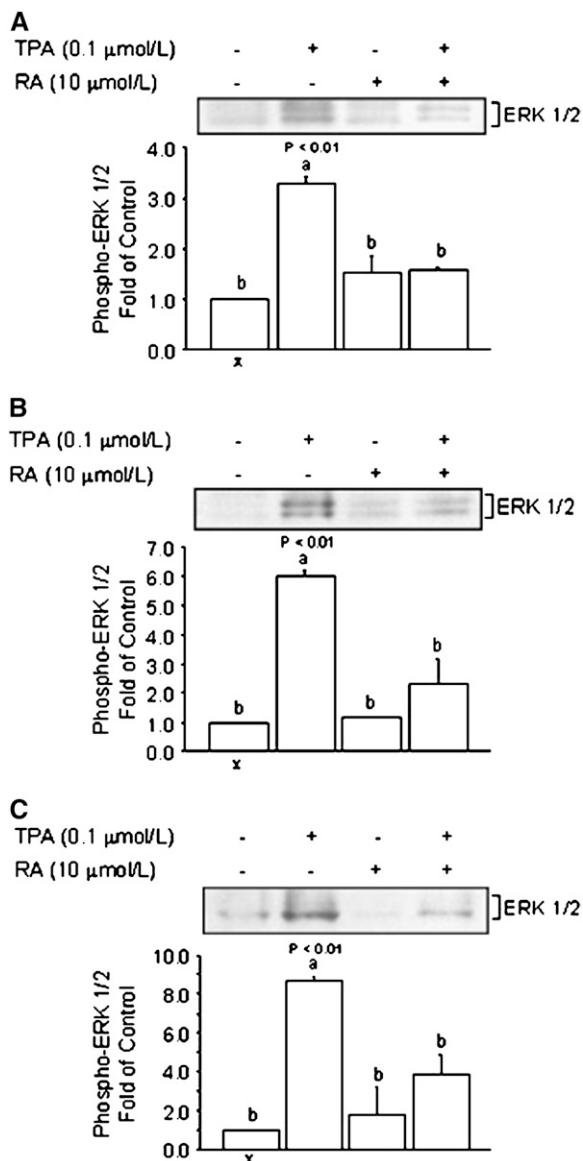 A
TPA (0.1 μmol/L) - + - +
RA (10 μmol/L) - - + +
ERK 1/2
P < 0.01
4.0
a
3.0
Phospho-ERK 1/2
Fold of Control
2.0
b b b
1.0
0.0
x
B
TPA (0.1 μmol/L) - + - +
RA (10 μmol/L) - - + +
ERK 1/2
P < 0.01
7.0
a
6.0
5.0
Phospho-ERK 1/2
Fold of Control
4.0
3.0
b b b
2.0
1.0
0.0
x
C
TPA (0.1 μmol/L) - + - +
RA (10 μmol/L) - - + +
ERK 1/2
P < 0.01
10.0
a
8.0
Phospho-ERK 1/2
Fold of Control
6.0
4.0
b b b
2.0
0.0
x